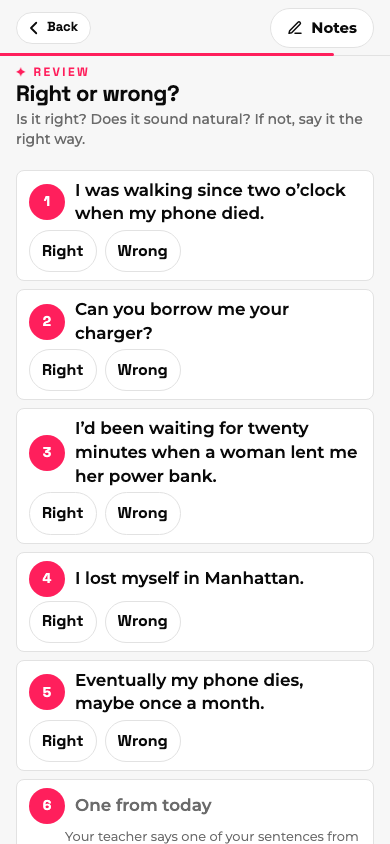 Back
Notes
✦ REVIEW
Right or wrong?
Is it right? Does it sound natural? If not, say it the
right way.
1
I was walking since two o’clock
when my phone died.
Right
Wrong
2
Can you borrow me your
charger?
Right
Wrong
3
I’d been waiting for twenty
minutes when a woman lent me
her power bank.
Right
Wrong
4
I lost myself in Manhattan.
Right
Wrong
5
Eventually my phone dies,
maybe once a month.
Right
Wrong
6
One from today
Your teacher says one of your sentences from